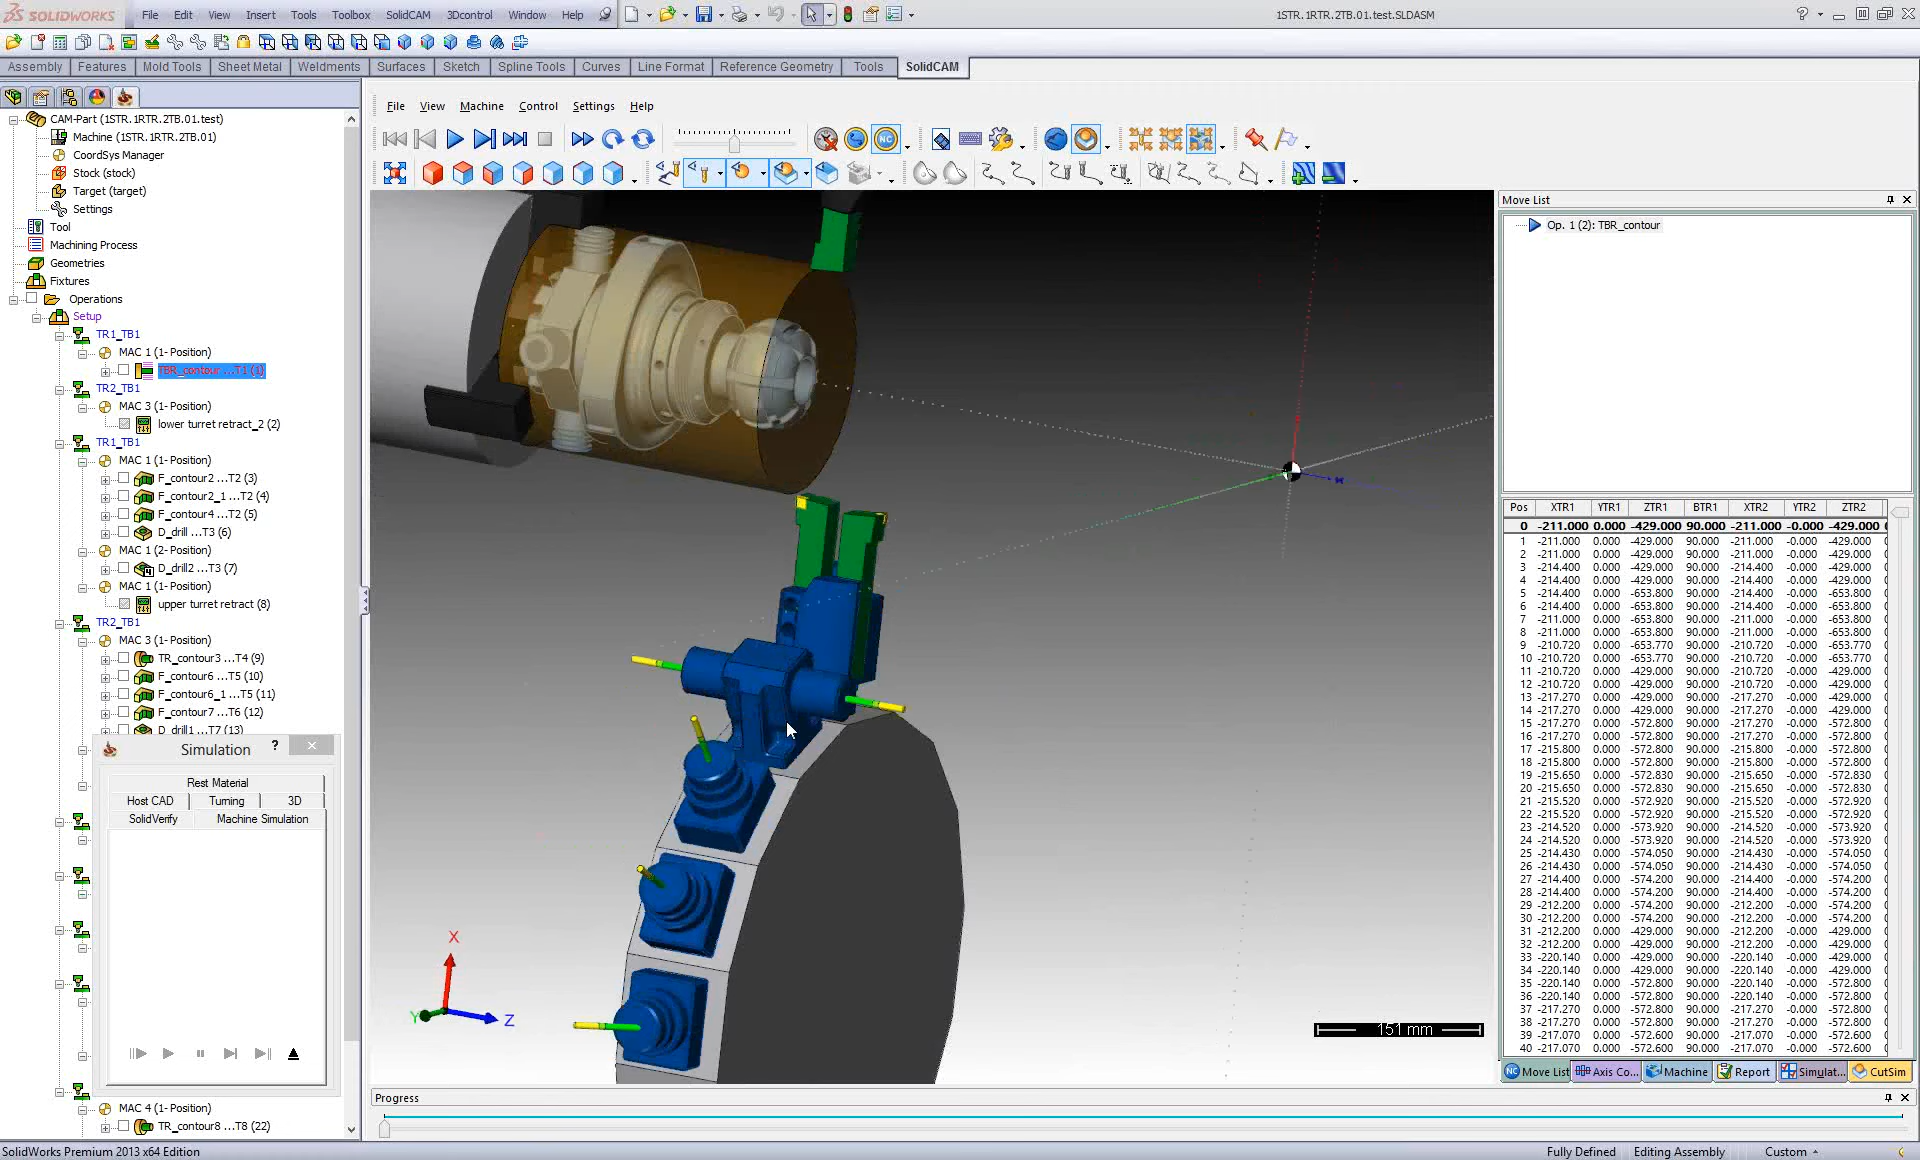 SOLIDWORKS File Edit View Insert Tools Toolbox SolidCAM 3Dcontrol Window Help 1STR.1RTR.2TB.01.test.SLDASM ?
Assembly Features Mold Tools Sheet Metal Weldments Surfaces Sketch Spline Tools Curves Line Format Reference Geometry Tools SolidCAM
CAM-Part (1STR.1RTR.2TB.01.test)
Machine (1STR.1RTR.2TB.01)
CoordSys Manager
Stock (stock)
Target (target)
Settings
Tool
Machining Process
Geometries
Fixtures
Operations
Setup
TR1_TB1
MAC 1 (1- Position)
TBR_contour ...T1 (1)
TR2_TB1
MAC 3 (1- Position)
lower turret retract_2 (2)
TR1_TB1
MAC 1 (1- Position)
F_contour2 ...T2 (3)
F_contour2_1 ...T2 (4)
F_contour4 ...T2 (5)
D_drill ...T3 (6)
MAC 1 (2- Position)
D_drill2 ...T3 (7)
MAC 1 (1- Position)
upper turret retract (8)
TR2_TB1
MAC 3 (1- Position)
TR_contour3 ...T4 (9)
F_contour6 ...T5 (10)
F_contour6_1 ...T5 (11)
F_contour7 ...T6 (12)
D_drill1 ...T7 (13)
Simulation ?
Rest Material
Host CAD Turning 3D
SolidVerify Machine Simulation
MAC 4 (1- Position)
TR_contour8 ...T8 (22)
File View Machine Control Settings Help
NC
X
Y
Z
151 mm
Progress
Move List
Op. 1 (2): TBR_contour
Pos XTR1 YTR1 ZTR1 BTR1 XTR2 YTR2 ZTR2
0 -211.000 0.000 -429.000 90.000 -211.000 -0.000 -429.000
1 -211.000 0.000 -429.000 90.000 -211.000 -0.000 -429.000
2 -211.000 0.000 -429.000 90.000 -211.000 -0.000 -429.000
3 -214.400 0.000 -429.000 90.000 -214.400 -0.000 -429.000
4 -214.400 0.000 -429.000 90.000 -214.400 -0.000 -429.000
5 -214.400 0.000 -653.800 90.000 -214.400 -0.000 -653.800
6 -214.400 0.000 -653.800 90.000 -214.400 -0.000 -653.800
7 -211.000 0.000 -653.800 90.000 -211.000 -0.000 -653.800
8 -211.000 0.000 -653.800 90.000 -211.000 -0.000 -653.800
9 -210.720 0.000 -653.770 90.000 -210.720 -0.000 -653.770
10 -210.720 0.000 -653.770 90.000 -210.720 -0.000 -653.770
11 -210.720 0.000 -429.000 90.000 -210.720 -0.000 -429.000
12 -210.720 0.000 -429.000 90.000 -210.720 -0.000 -429.000
13 -217.270 0.000 -429.000 90.000 -217.270 -0.000 -429.000
14 -217.270 0.000 -429.000 90.000 -217.270 -0.000 -429.000
15 -217.270 0.000 -572.800 90.000 -217.270 -0.000 -572.800
16 -217.270 0.000 -572.800 90.000 -217.270 -0.000 -572.800
17 -215.800 0.000 -572.800 90.000 -215.800 -0.000 -572.800
18 -215.800 0.000 -572.800 90.000 -215.800 -0.000 -572.800
19 -215.650 0.000 -572.830 90.000 -215.650 -0.000 -572.830
20 -215.650 0.000 -572.830 90.000 -215.650 -0.000 -572.830
21 -215.520 0.000 -572.920 90.000 -215.520 -0.000 -572.920
22 -215.520 0.000 -572.920 90.000 -215.520 -0.000 -572.920
23 -214.520 0.000 -573.920 90.000 -214.520 -0.000 -573.920
24 -214.520 0.000 -573.920 90.000 -214.520 -0.000 -573.920
25 -214.430 0.000 -574.050 90.000 -214.430 -0.000 -574.050
26 -214.430 0.000 -574.050 90.000 -214.430 -0.000 -574.050
27 -214.400 0.000 -574.200 90.000 -214.400 -0.000 -574.200
28 -214.400 0.000 -574.200 90.000 -214.400 -0.000 -574.200
29 -212.200 0.000 -574.200 90.000 -212.200 -0.000 -574.200
30 -212.200 0.000 -574.200 90.000 -212.200 -0.000 -574.200
31 -212.200 0.000 -429.000 90.000 -212.200 -0.000 -429.000
32 -212.200 0.000 -429.000 90.000 -212.200 -0.000 -429.000
33 -220.140 0.000 -429.000 90.000 -220.140 -0.000 -429.000
34 -220.140 0.000 -429.000 90.000 -220.140 -0.000 -429.000
35 -220.140 0.000 -572.800 90.000 -220.140 -0.000 -572.800
36 -220.140 0.000 -572.800 90.000 -220.140 -0.000 -572.800
37 -217.270 0.000 -572.800 90.000 -217.270 -0.000 -572.800
38 -217.270 0.000 -572.800 90.000 -217.270 -0.000 -572.800
39 -217.070 0.000 -572.600 90.000 -217.070 -0.000 -572.600
40 -217.070 0.000 -572.600 90.000 -217.070 -0.000 -572.600
NC Move List Axis Co... Machine Report Simulat... CutSim
SolidWorks Premium 2013 x64 Edition Fully Defined Editing Assembly Custom